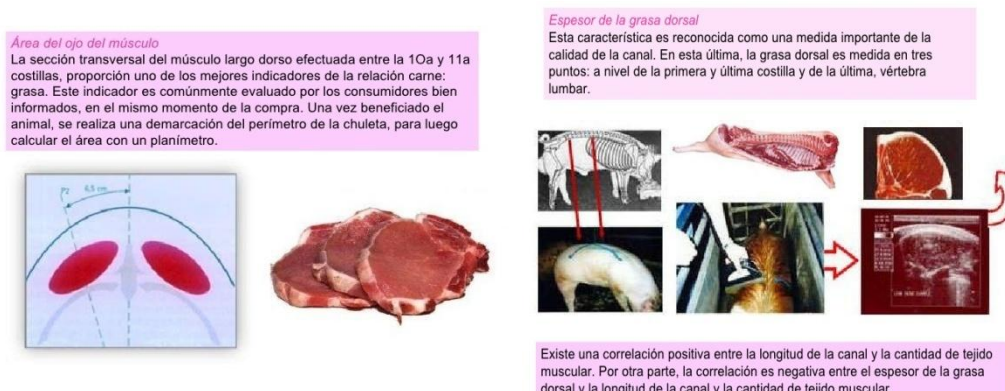 Área del ojo del músculo
La sección transversal del músculo largo dorso efectuada entre la 1Oa y 11a
costillas, proporción uno de los mejores indicadores de la relación carne:
grasa. Este indicador es comúnmente evaluado por los consumidores bien
informados, en el mismo momento de la compra. Una vez beneficiado el
animal, se realiza una demarcación del perímetro de la chuleta, para luego
calcular el área con un planímetro.
6,5 cm
Espesor de la grasa dorsal
Esta característica es reconocida como una medida importante de la
calidad de la canal. En esta última, la grasa dorsal es medida en tres
puntos: a nivel de la primera y última costilla y de la última, vértebra
lumbar.
Existe una correlación positiva entre la longitud de la canal y la cantidad de tejido
muscular. Por otra parte, la correlación es negativa entre el espesor de la grasa
dorsal y la longitud de la canal y la cantidad de tejido muscular